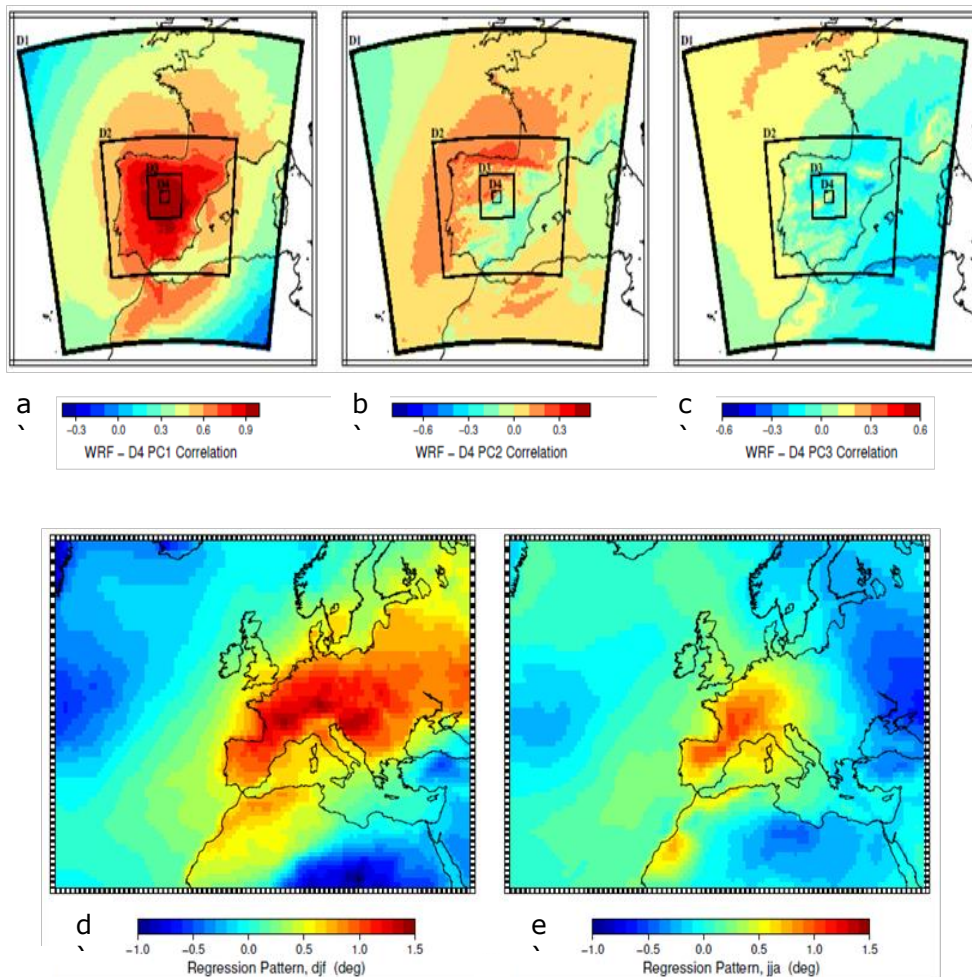 D1
D2
D3
D4
D1
D2
D3
D4
D1
D2
D3
D4
a
`
−0.3 0.0 0.3 0.6 0.9
WRF − D4 PC1 Correlation
b
`
−0.6 −0.3 0.0 0.3
WRF − D4 PC2 Correlation
c
`
−0.6 −0.3 0.0 0.3 0.6
WRF − D4 PC3 Correlation
d
`
−1.0 −0.5 0.0 0.5 1.0 1.5
Regression Pattern, djf (deg)
e
`
−1.0 −0.5 0.0 0.5 1.0 1.5
Regression Pattern, jja (deg)